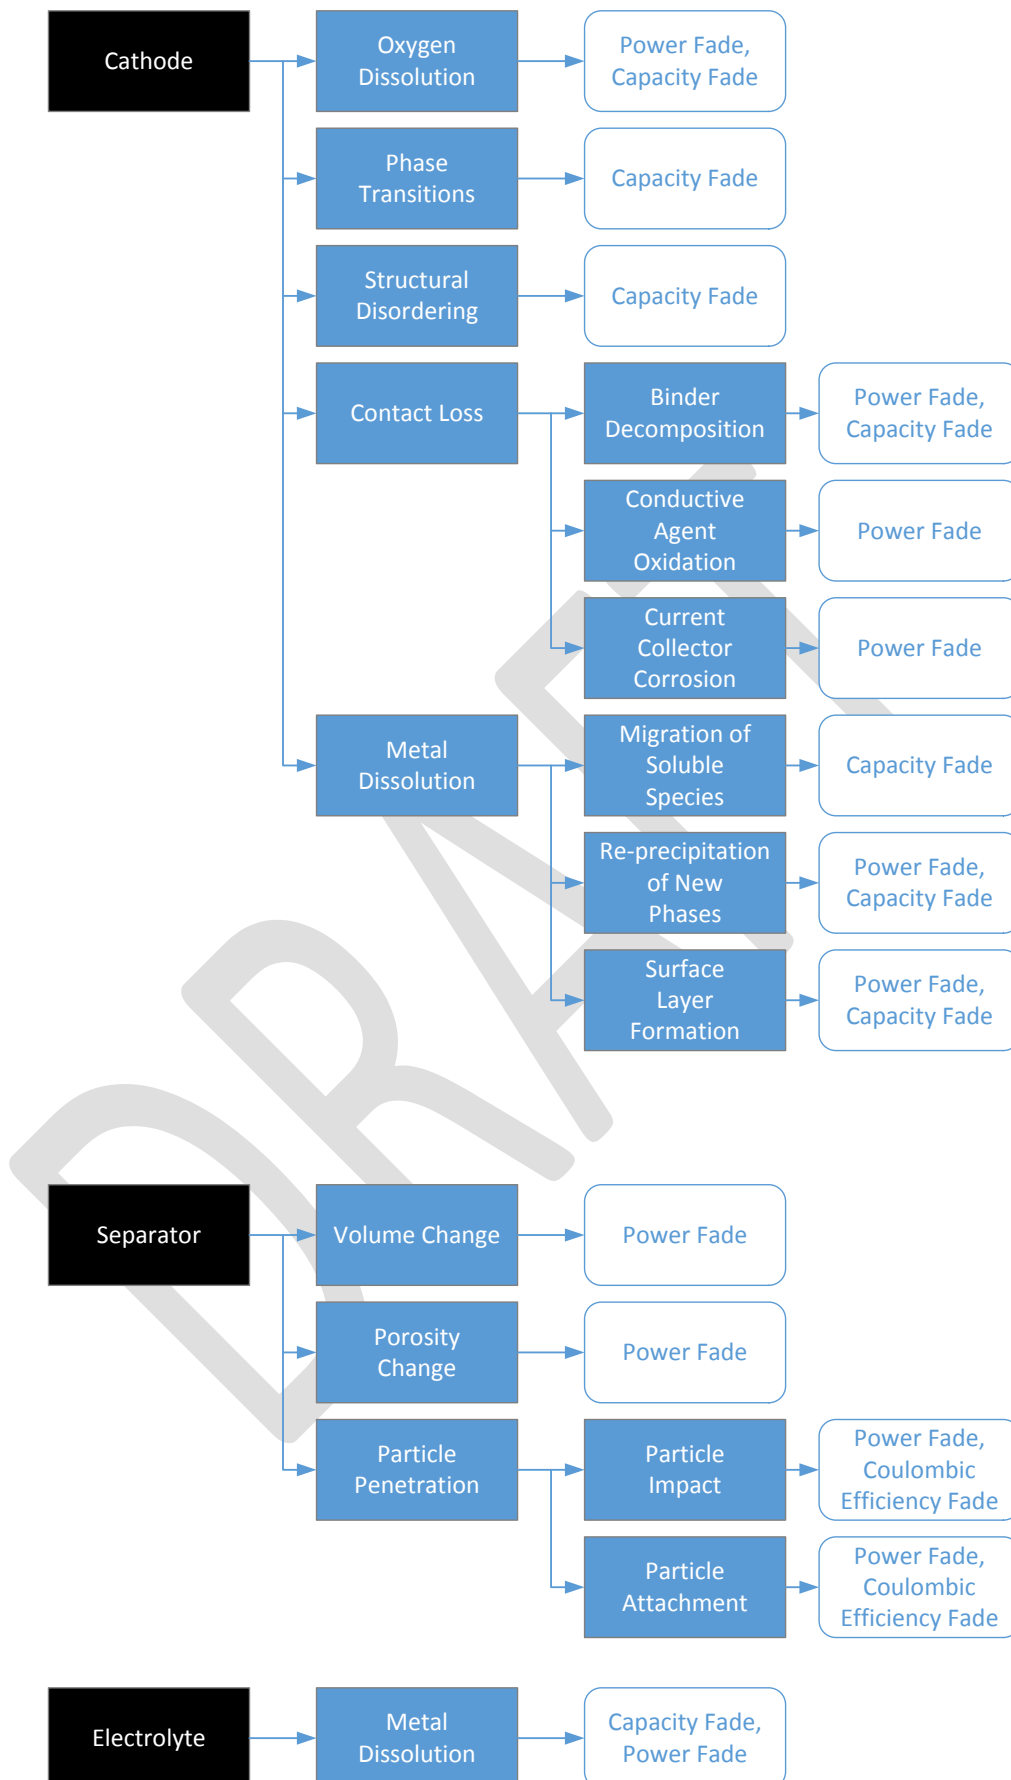 Cathode
Oxygen
Dissolution
Power Fade,
Capacity Fade
Phase
Transitions
Capacity Fade
Structural
Disordering
Capacity Fade
Contact Loss
Binder
Decomposition
Power Fade,
Capacity Fade
Conductive
Agent
Oxidation
Power Fade
Current
Collector
Corrosion
Power Fade
Metal
Dissolution
Migration of
Soluble
Species
Capacity Fade
Re-precipitation
of New
Phases
Power Fade,
Capacity Fade
Surface
Layer
Formation
Power Fade,
Capacity Fade
Separator
Volume Change
Power Fade
Porosity
Change
Power Fade
Particle
Penetration
Particle
Impact
Power Fade,
Coulombic
Efficiency Fade
Particle
Attachment
Power Fade,
Coulombic
Efficiency Fade
Electrolyte
Metal
Dissolution
Capacity Fade,
Power Fade
DRAFT